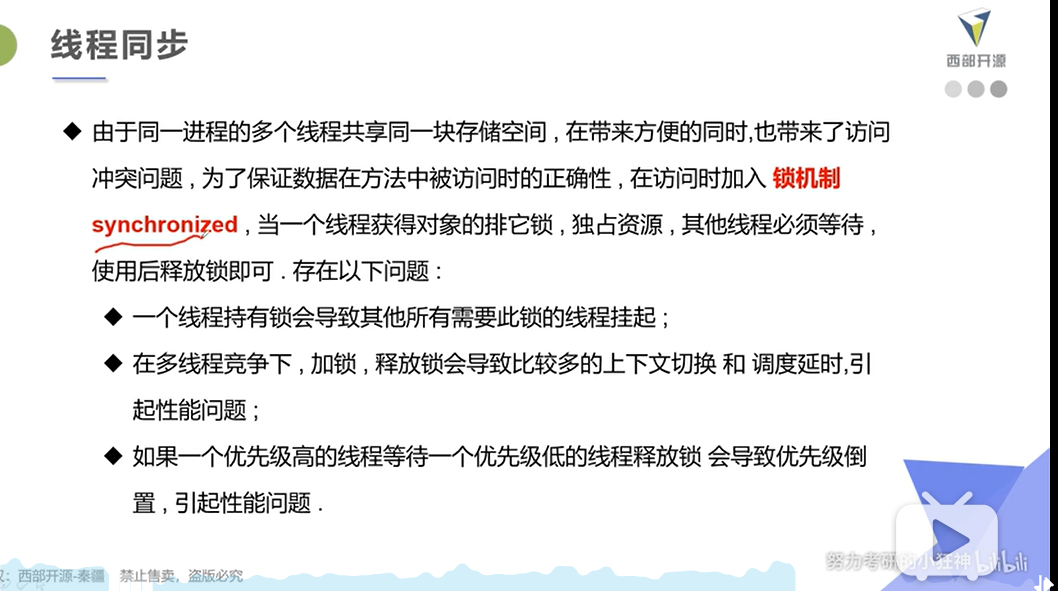 线程同步
西部开源
由于同一进程的多个线程共享同一块存储空间 , 在带来方便的同时,也带来了访问
冲突问题 , 为了保证数据在方法中被访问时的正确性 , 在访问时加入 锁机制
synchronized , 当一个线程获得对象的排它锁 , 独占资源 , 其他线程必须等待 ,
使用后释放锁即可 . 存在以下问题 :
一个线程持有锁会导致其他所有需要此锁的线程挂起 ;
在多线程竞争下 , 加锁 , 释放锁会导致比较多的上下文切换 和 调度延时,引
起性能问题 ;
如果一个优先级高的线程等待一个优先级低的线程释放锁 会导致优先级倒
置 , 引起性能问题 .
努力考研的小狂神 bilibili
西部开源-秦疆 禁止售卖，盗版必究